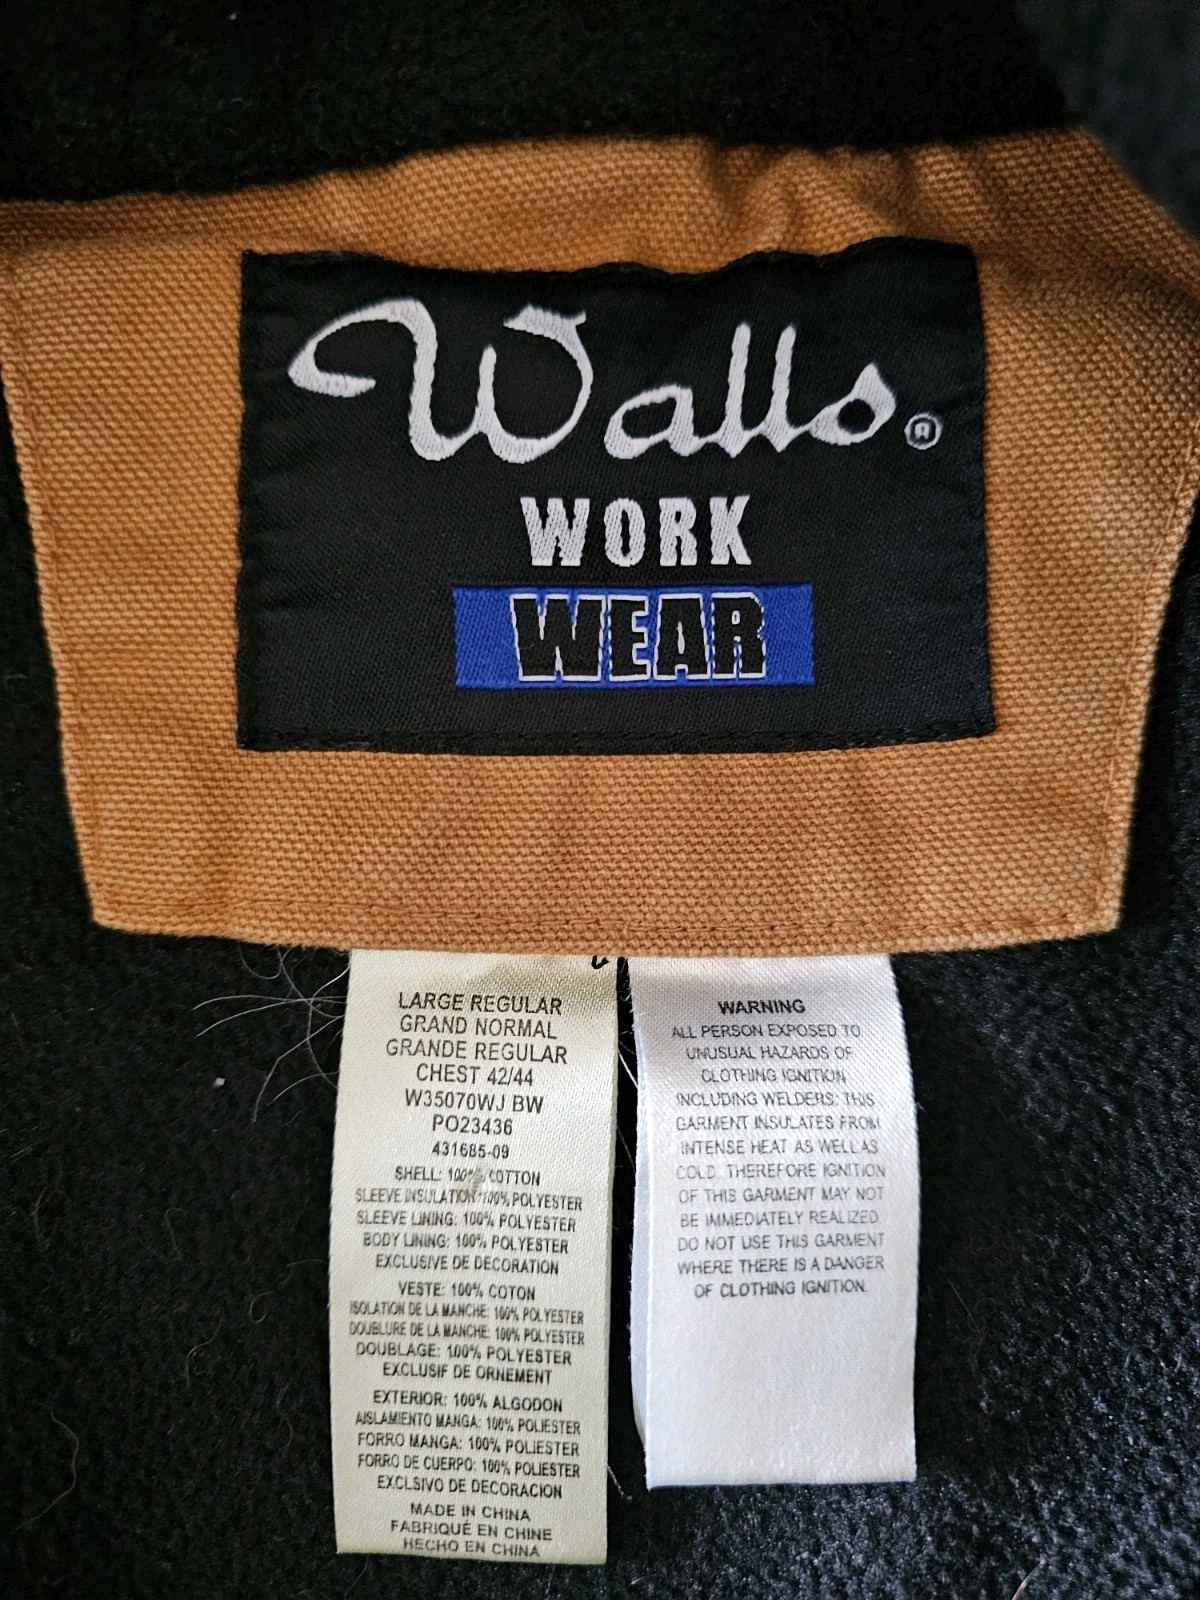 Walls®
WORK
WEAR
LARGE REGULAR
GRAND NORMAL
GRANDE REGULAR
CHEST 42/44
W35070WJ BW
PO23436
431685-09
SHELL: 100% COTTON
SLEEVE INSULATION: 100% POLYESTER
SLEEVE LINING: 100% POLYESTER
BODY LINING: 100% POLYESTER
EXCLUSIVE DE DECORATION
VESTE: 100% COTON
ISOLATION DE LA MANCHE: 100% POLYESTER
DOUBLURE DE LA MANCHE: 100% POLYESTER
DOUBLAGE: 100% POLYESTER
EXCLUSIF DE ORNEMENT
EXTERIOR: 100% ALGODON
AISLAMIENTO MANGA: 100% POLIESTER
FORRO MANGA: 100% POLIESTER
FORRO DE CUERPO: 100% POLIESTER
EXCLSIVO DE DECORACION
MADE IN CHINA
FABRIQUÉ EN CHINE
HECHO EN CHINA
WARNING
ALL PERSON EXPOSED TO
UNUSUAL HAZARDS OF
CLOTHING IGNITION
INCLUDING WELDERS: THIS
GARMENT INSULATES FROM
INTENSE HEAT AS WELL AS
COLD. THEREFORE IGNITION
OF THIS GARMENT MAY NOT
BE IMMEDIATELY REALIZED.
DO NOT USE THIS GARMENT
WHERE THERE IS A DANGER
OF CLOTHING IGNITION.